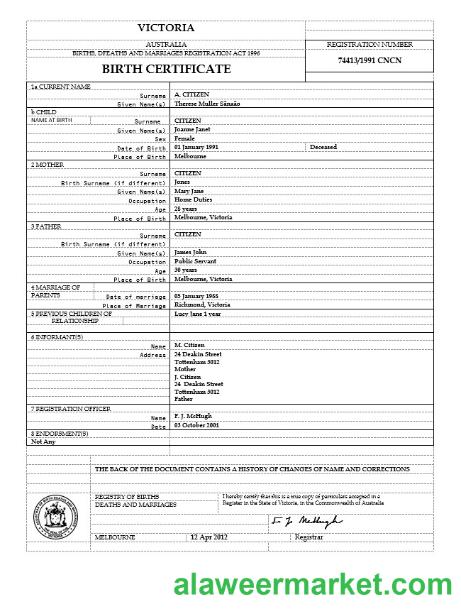 VICTORIA
AUSTRALIA
REGISTRATION NUMBER
BIRTHS, DFEATHS AND MARRIAGES REGISTRATION ACT 1996
74413/1991 CNCN
BIRTH CERTIFICATE
1a CURRENT NAME
Surname A. CITIZEN
Given Name(s) Therese Muller Sånsão
b CHILD
NAME AT BIRTH Surname CITIZEN
Given Name(s) Joanne Janet
Sex Female
Date of Birth 01 January 1991 Deceased
Place of Birth Melbourne
2 MOTHER
Surname CITIZEN
Birth Surname (if different) Jones
Given Name(s) Mary Jane
Occupation Home Duties
Age 26 years
Place of Birth Melbourne, Victoria
3 FATHER
Surname CITIZEN
Birth Surname (if different)
Given Name(s) James John
Occupation Public Servant
Age 30 years
Place of Birth Melbourne, Victoria
4 MARRIAGE OF
PARENTS Date of marriage 05 January 1966
Place of Marriage Richmond, Victoria
5 PREVIOUS CHILDREN OF Lucy Jane 1 year
RELATIONSHIP
6 INFORMANT(S)
Name M. Citizen
Address 24 Deakin Street
Tottenham 3012
Mother
J. Citizen
24 Deakin Street
Tottenham 3012
Father
7 REGISTRATION OFFICER
Name F. J. McHugh
Date 03 October 2001
8 ENDORSMENT(S)
Not Any
THE BACK OF THE DOCUMENT CONTAINS A HISTORY OF CHANGES OF NAME AND CORRECTIONS
REGISTRY OF BIRTHS
DEATHS AND MARRIAGES
I hereby certify that this is a true copy of particulars accepted in a
Register in the State of Victoria, in the Commonwealth of Australia
MELBOURNE 12 Apr 2012 Registrar
alaweermarket.com